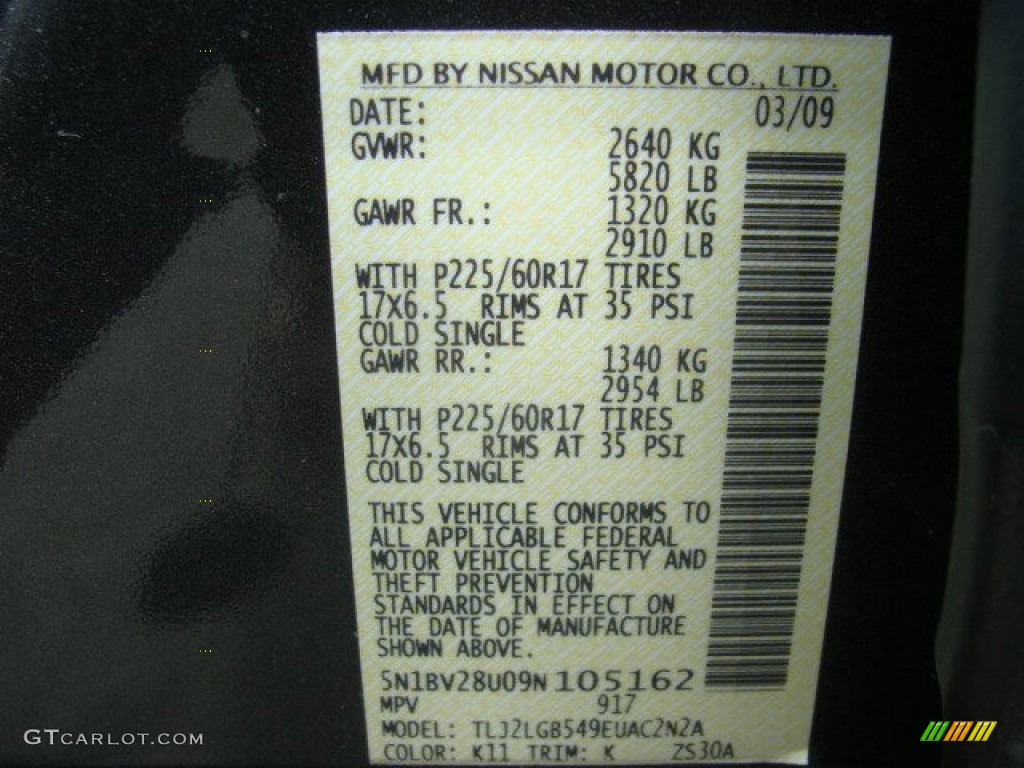 MFD BY NISSAN MOTOR CO., LTD.
DATE: 03/09
GVWR: 2640 KG
5820 LB
GAWR FR.: 1320 KG
2910 LB
WITH P225/60R17 TIRES
17X6.5 RIMS AT 35 PSI
COLD SINGLE
GAWR RR.: 1340 KG
2954 LB
WITH P225/60R17 TIRES
17X6.5 RIMS AT 35 PSI
COLD SINGLE
THIS VEHICLE CONFORMS TO
ALL APPLICABLE FEDERAL
MOTOR VEHICLE SAFETY AND
THEFT PREVENTION
STANDARDS IN EFFECT ON
THE DATE OF MANUFACTURE
SHOWN ABOVE.
5N1BV28U09N105162
MPV 917
MODEL: TLJ2LGB549EUAC2N2A
COLOR: K11 TRIM: K ZS30A
GTCARLOT.COM